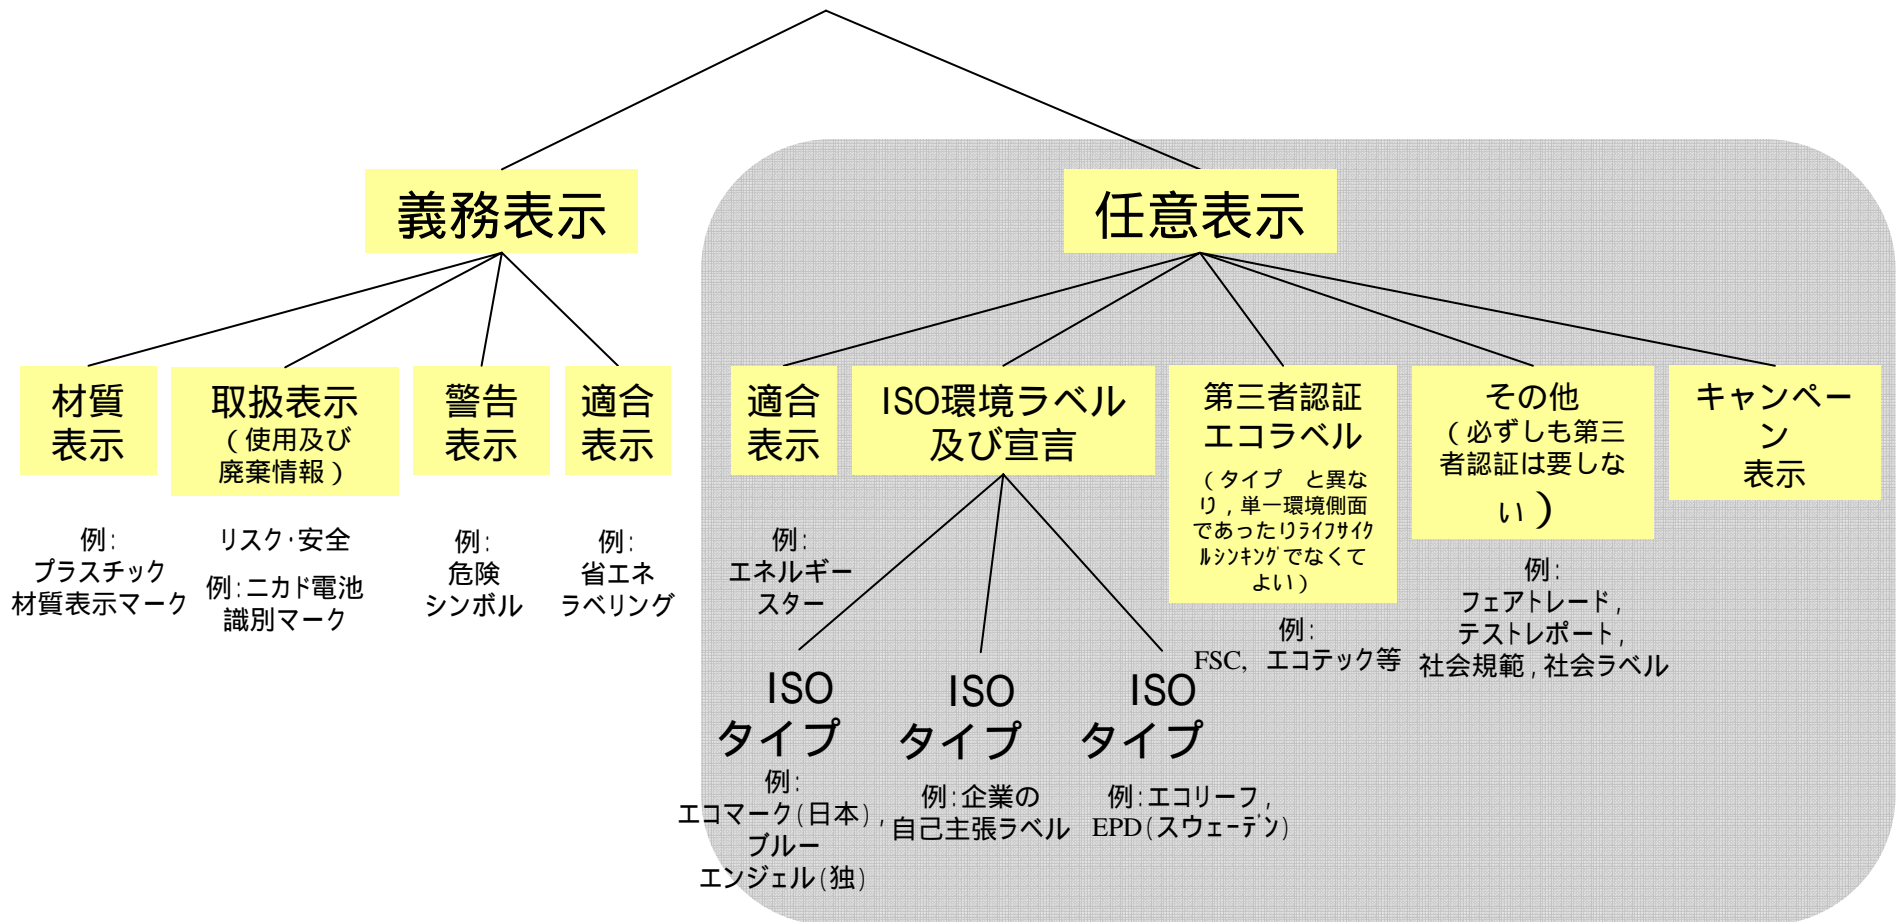 義務表示
任意表示
材質
表示
取扱表示
（使用及び
廃棄情報）
警告
表示
適合
表示
適合
表示
ISO環境ラベル
及び宣言
第三者認証
エコラベル
（タイプ　と異な
り，単一環境側面
であったりﾗｲﾌｻｲｸ
ﾙｼﾝｷﾝｸﾞでなくて
よい）
その他
（必ずしも第三
者認証は要しな
い）
キャンペー
ン
表示
例：
プラスチック
材質表示マーク
リスク・安全
例：ニカド電池
識別マーク
例：
危険
シンボル
例：
省エネ
ラベリング
例：
エネルギー
スター
例：
FSC, エコテック等
例：
フェアトレード，
テストレポート，
社会規範，社会ラベル
ISO
タイプ
例：
エコマーク(日本)，
ブルー
エンジェル(独)
ISO
タイプ
例：企業の
自己主張ラベル
ISO
タイプ
例：エコリーフ，
EPD(スウェーデン)